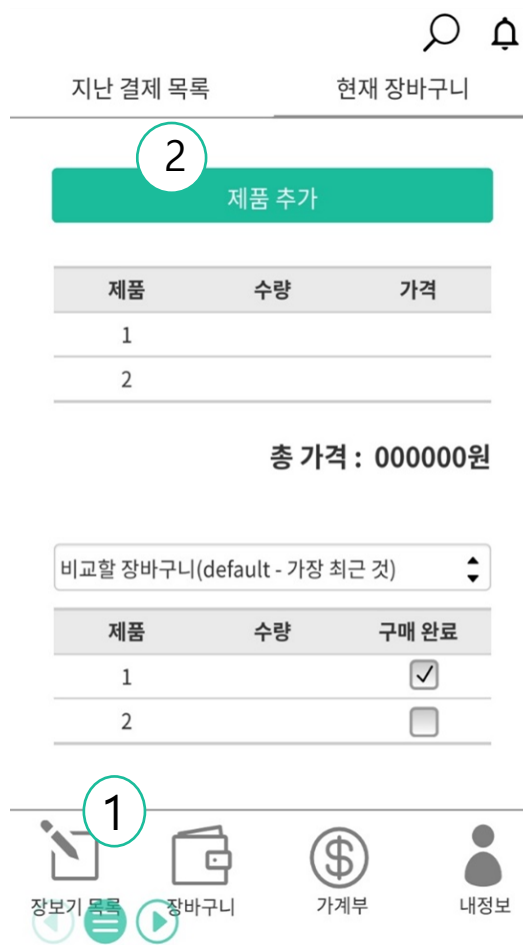 지난 결제 목록 현재 장바구니
2
제품 추가
제품 수량 가격
1
2
총 가격 : 000000원
비교할 장바구니(default - 가장 최근 것)
제품 수량 구매 완료
1
2
1
장보기 목록 장바구니 가계부 내정보